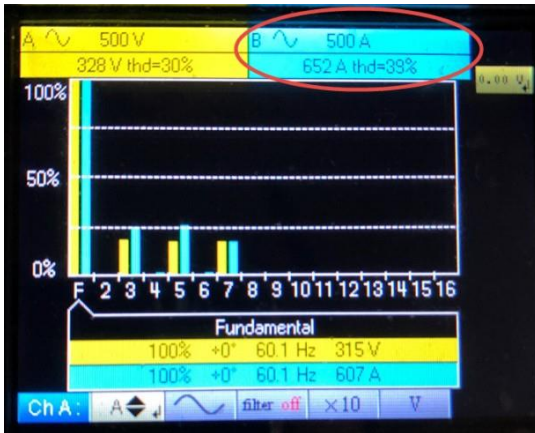 A 500 V B 500 A
328 V thd=30% 652 A thd=39%
0.00 V
100%
50%
0%
F 2 3 4 5 6 7 8 9 10 11 12 13 14 15 16
Fundamental
100% +0° 60.1 Hz 315 V
100% +0° 60.1 Hz 607 A
Ch A: A filter off ×10 V